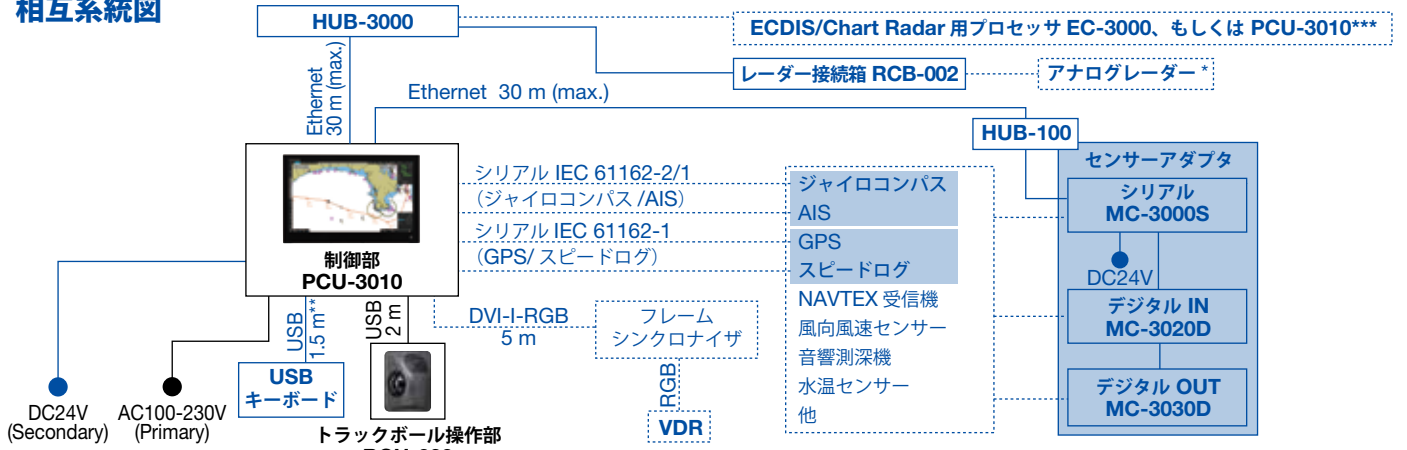 相互系統図
HUB-3000
ECDIS/Chart Radar 用プロセッサ EC-3000、もしくは PCU-3010***
レーダー接続箱 RCB-002
アナログレーダー *
Ethernet
30 m (max.)
Ethernet 30 m (max.)
HUB-100
センサーアダプタ
シリアル
MC-3000S
DC24V
デジタル IN
MC-3020D
デジタル OUT
MC-3030D
シリアル IEC 61162-2/1
（ジャイロコンパス /AIS）
シリアル IEC 61162-1
（GPS/ スピードログ）
ジャイロコンパス
AIS
GPS
スピードログ
NAVTEX 受信機
風向風速センサー
音響測深機
水温センサー
他
制御部
PCU-3010
DVI-I-RGB
5 m
フレーム
シンクロナイザ
RGB
VDR
USB
1.5 m**
USB
2 m
USB
キーボード
DC24V
(Secondary)
AC100-230V
(Primary)
トラックボール操作部